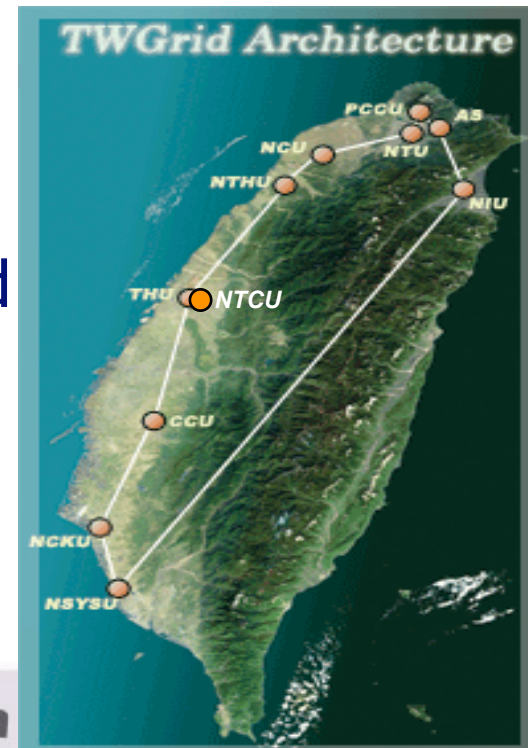 TWGrid Architecture
PCCU
AS
NTU
NCU
NTHU
NIU
THU
NTCU
CCU
NCKU
NSYSU